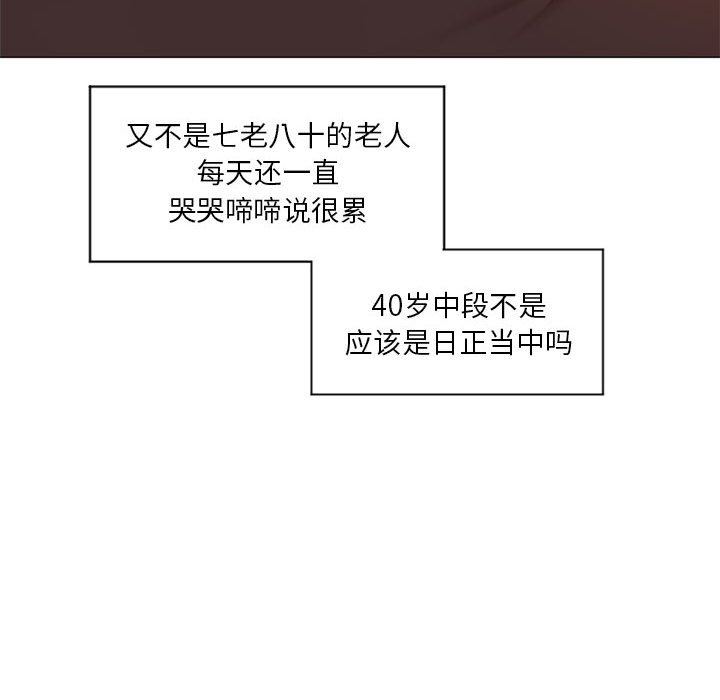 又不是七老八十的老人
每天还一直
哭哭啼啼说很累
40岁中段不是
应该是日正当中吗